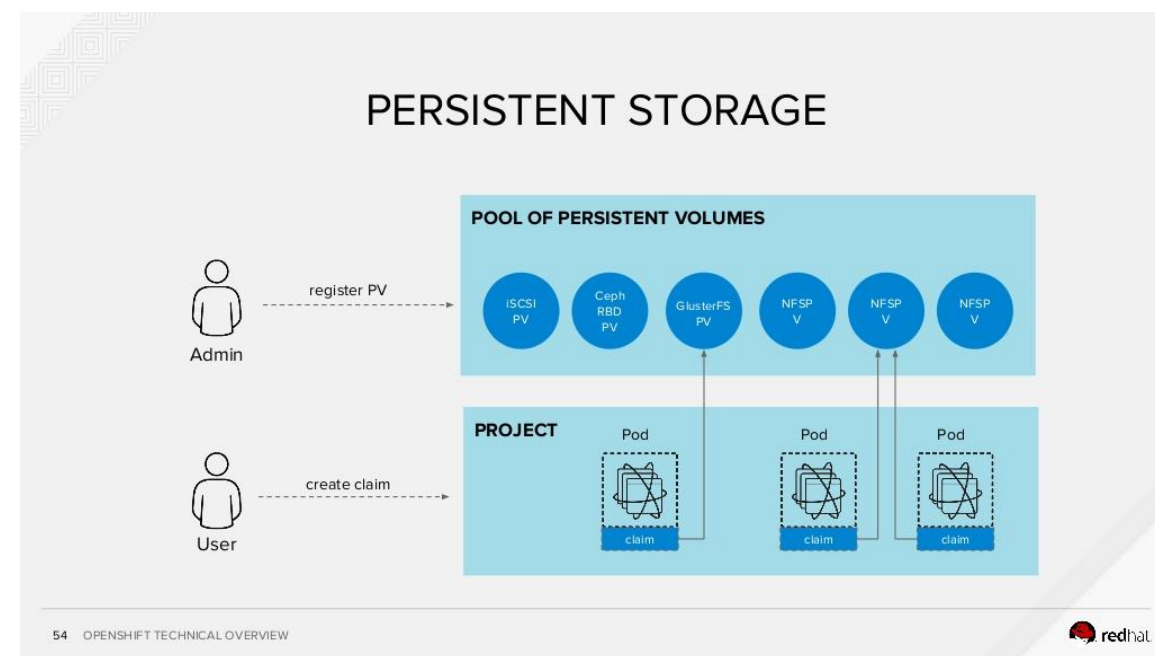 PERSISTENT STORAGE
POOL OF PERSISTENT VOLUMES
register PV
Admin
iSCSI
PV
Ceph
RBD
PV
GlusterFS
PV
NFSP
V
NFSP
V
NFSP
V
PROJECT
create claim
User
Pod
claim
Pod
claim
Pod
claim
54 OPENSHIFT TECHNICAL OVERVIEW
redhat.